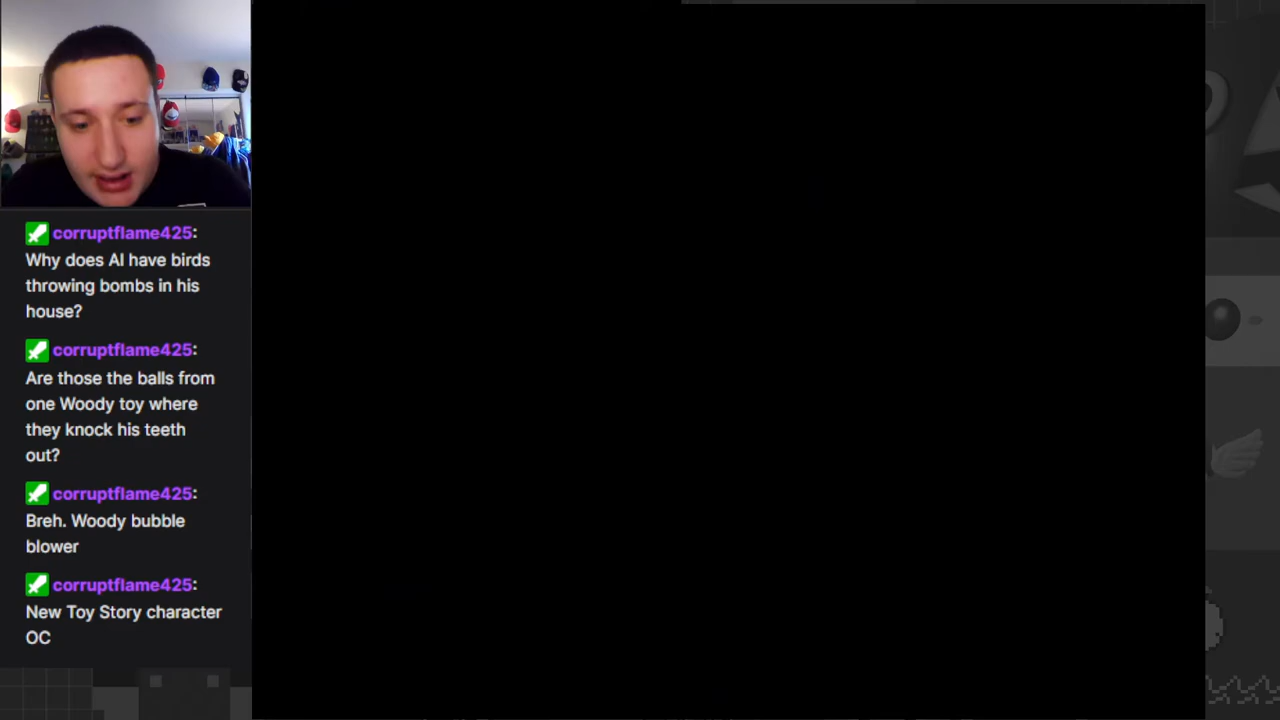 corruptflame425:
Why does Al have birds
throwing bombs in his
house?
corruptflame425:
Are those the balls from
one Woody toy where
they knock his teeth
out?
corruptflame425:
Breh. Woody bubble
blower
corruptflame425:
New Toy Story character
OC